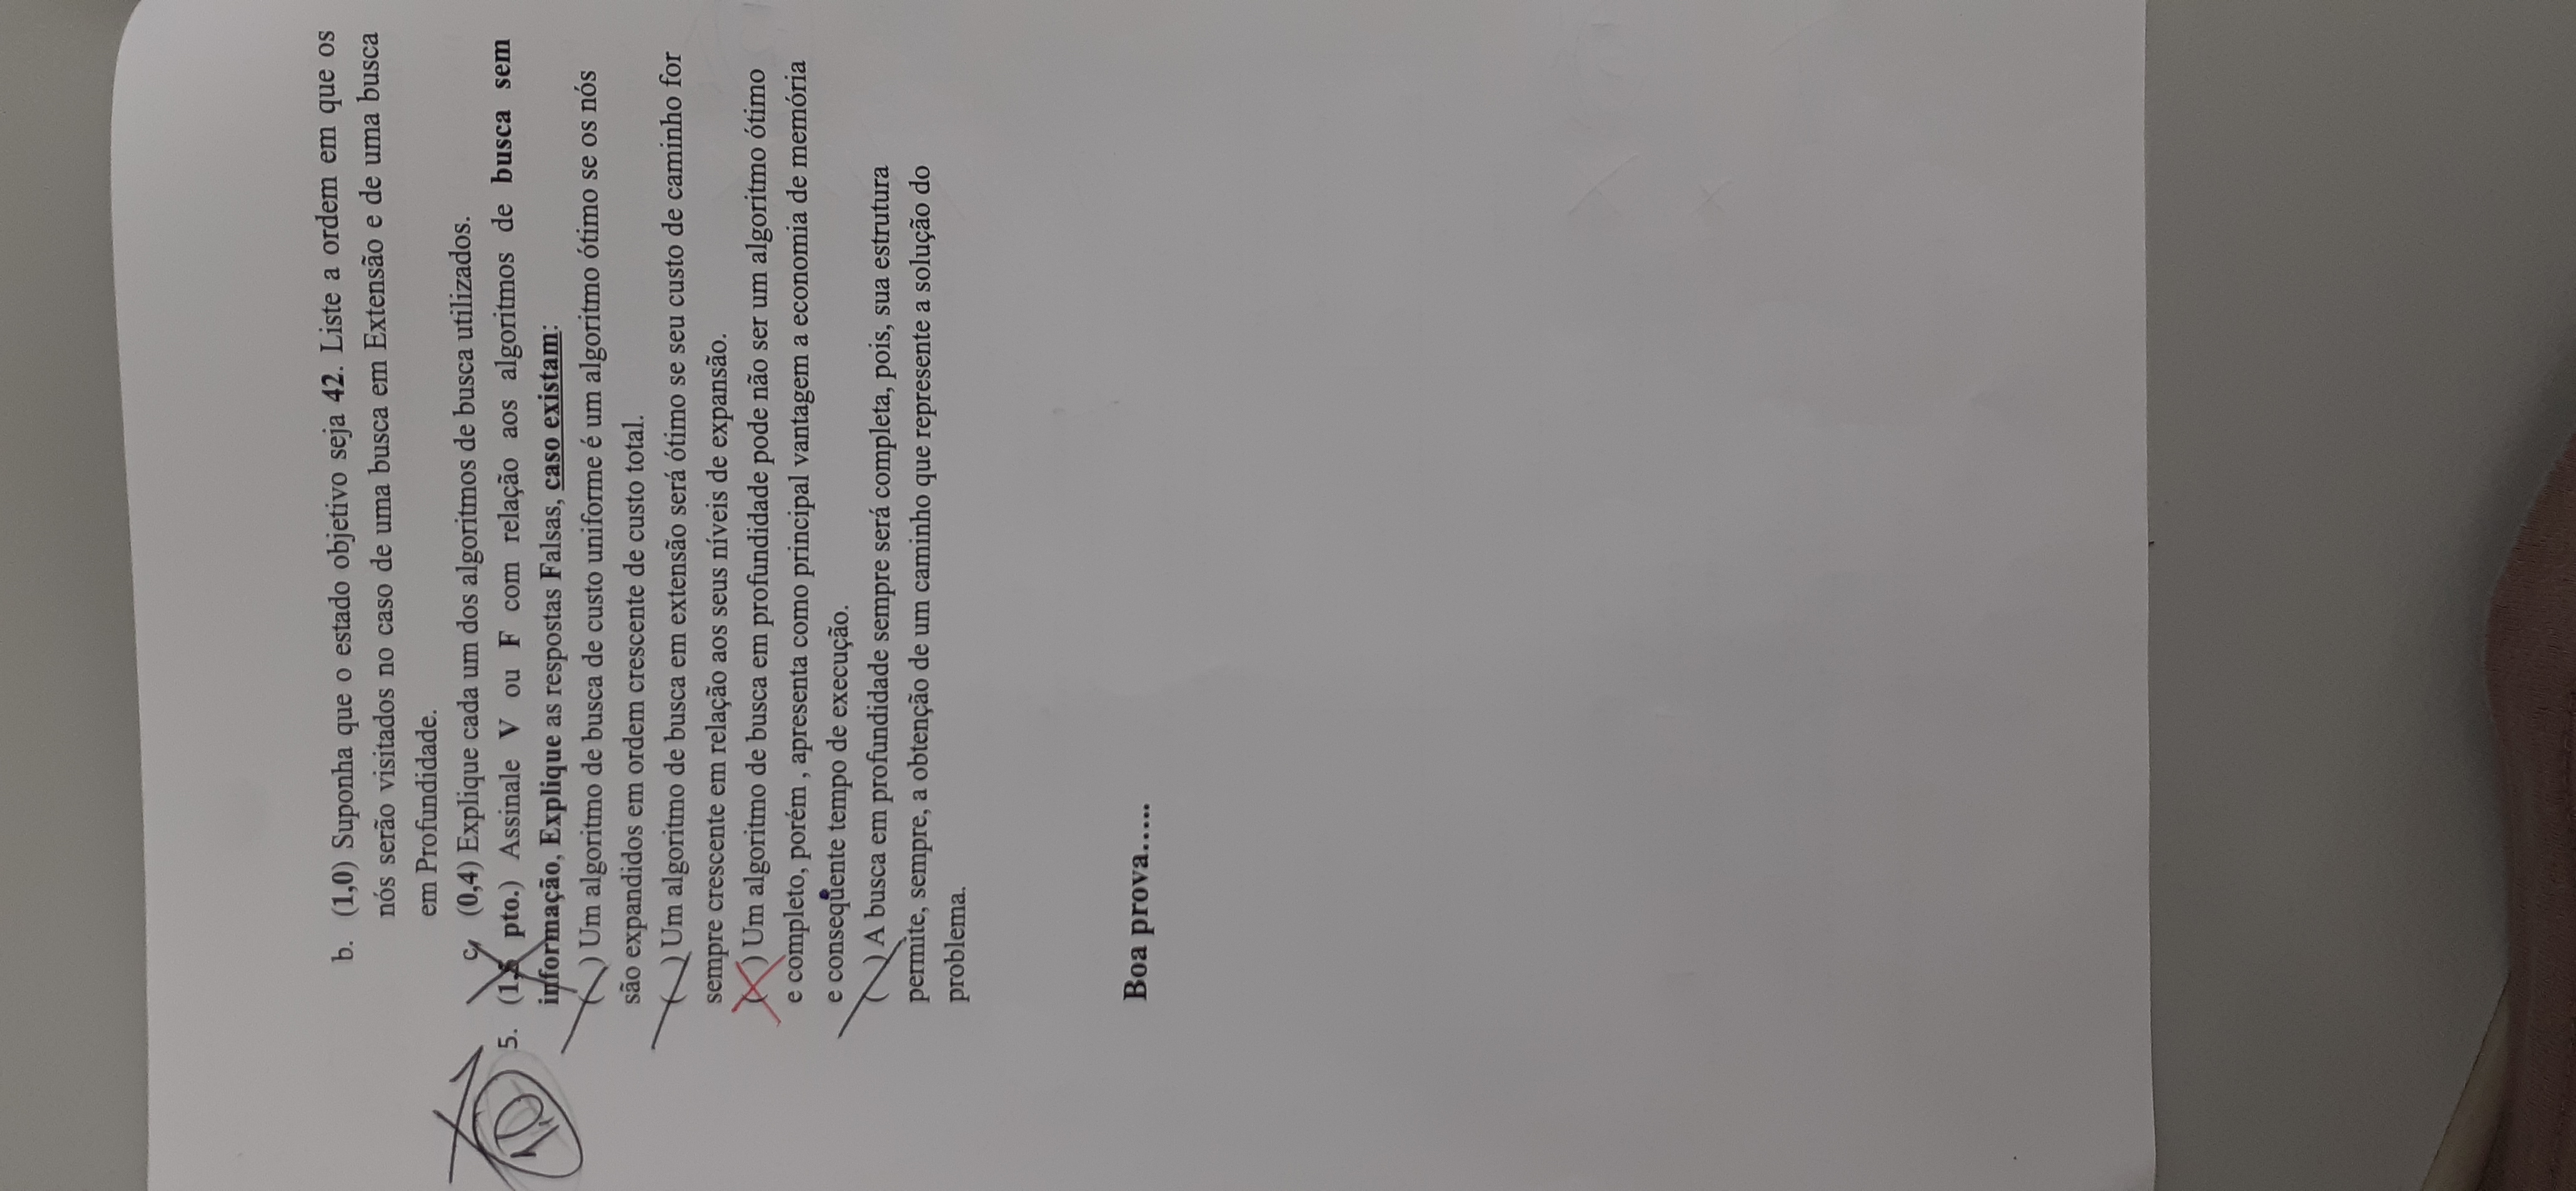 b. (1,0) Suponha que o estado objetivo seja 42. Liste a ordem em que os
nós serão visitados no caso de uma busca em Extensão e de uma busca
em Profundidade.
c. (0,4) Explique cada um dos algoritmos de busca utilizados.
5. (1,5 pto.) Assinale V ou F com relação aos algoritmos de busca sem
informação, Explique as respostas Falsas, caso existam:
( ) Um algoritmo de busca de custo uniforme é um algoritmo ótimo se os nós
são expandidos em ordem crescente de custo total.
( ) Um algoritmo de busca em extensão será ótimo se seu custo de caminho for
sempre crescente em relação aos seus níveis de expansão.
( ) Um algoritmo de busca em profundidade pode não ser um algoritmo ótimo
e completo, porém , apresenta como principal vantagem a economia de memória
e conseqüente tempo de execução.
( ) A busca em profundidade sempre será completa, pois, sua estrutura
permite, sempre, a obtenção de um caminho que represente a solução do
problema.
Boa prova.....